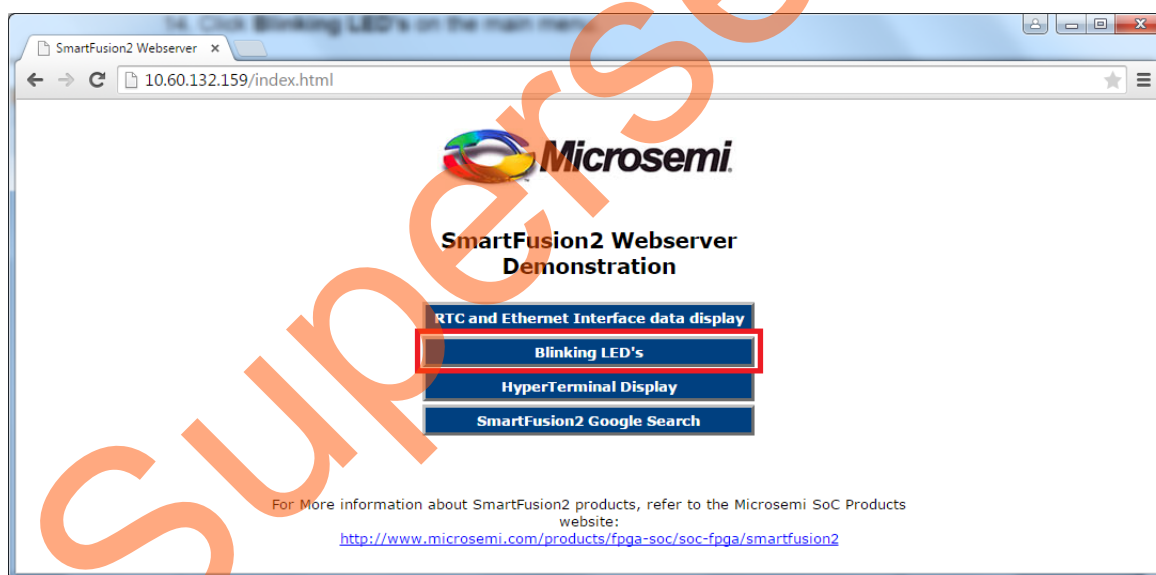 54. Click Blinking LED's on the main menu.
SmartFusion2 Webserver
10.60.132.159/index.html
Microsemi.
SmartFusion2 Webserver
Demonstration
RTC and Ethernet Interface data display
Blinking LED's
HyperTerminal Display
SmartFusion2 Google Search
For More information about SmartFusion2 products, refer to the Microsemi SoC Products
website:
http://www.microsemi.com/products/fpga-soc/soc-fpga/smartfusion2
Superse